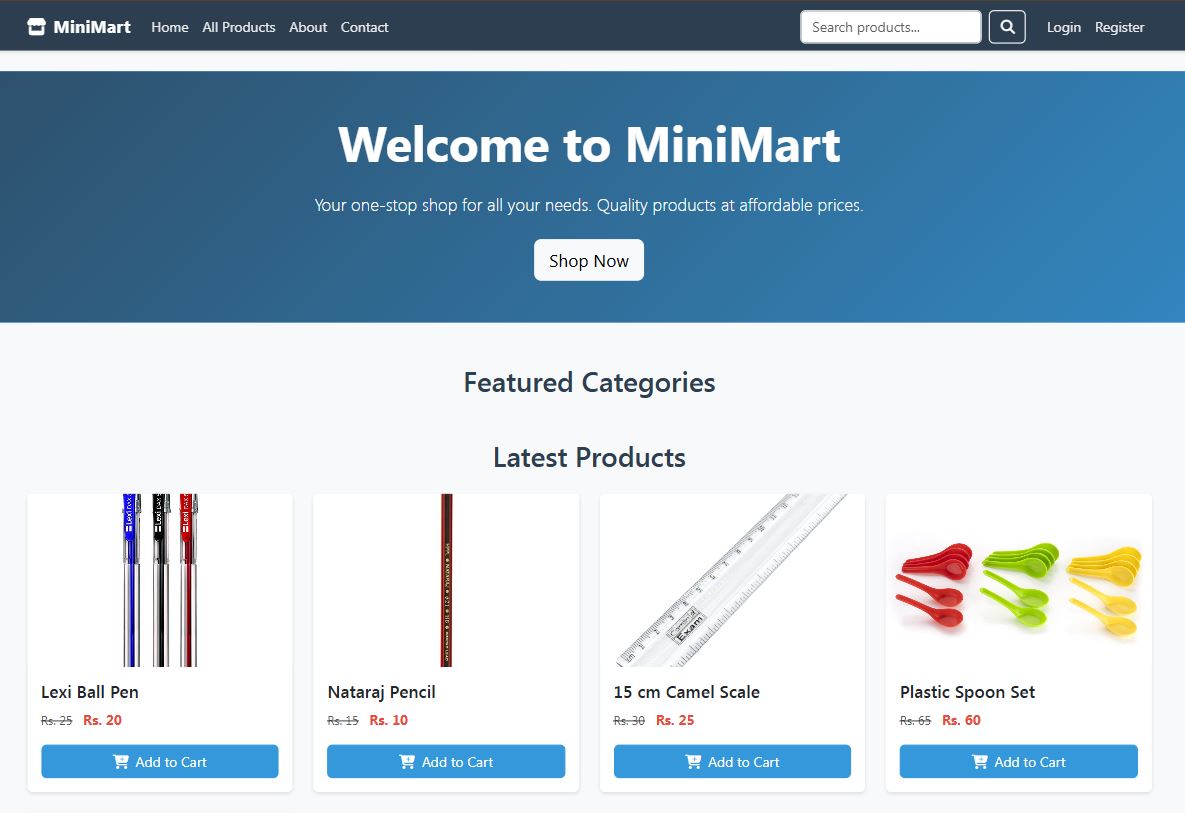 MiniMart Home All Products About Contact Search products... Login Register
Welcome to MiniMart
Your one-stop shop for all your needs. Quality products at affordable prices.
Shop Now
Featured Categories
Latest Products
Lexi Ball Pen
Rs. 25 Rs. 20
Add to Cart
Nataraj Pencil
Rs. 15 Rs. 10
Add to Cart
Exam
15 cm Camel Scale
Rs. 30 Rs. 25
Add to Cart
Plastic Spoon Set
Rs. 65 Rs. 60
Add to Cart